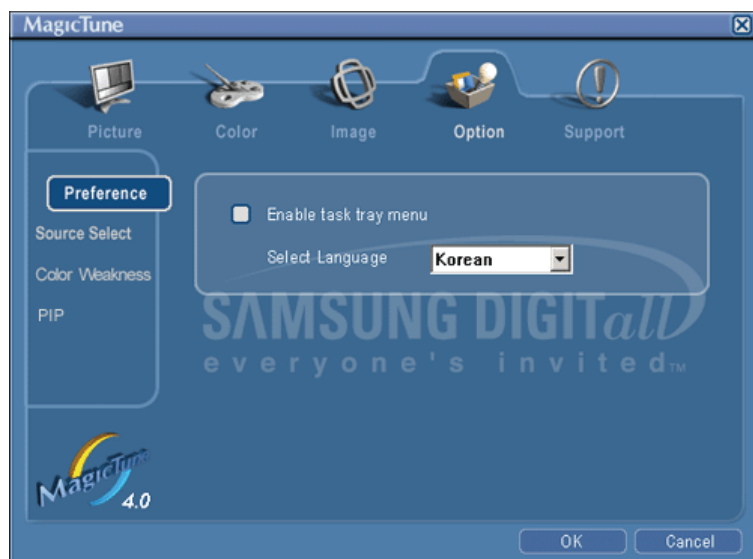 MagicTune
Picture
Color
Image
Option
Support
Preference
Source Select
Color Weakness
PIP
Enable task tray menu
Select Language
Korean
SAMSUNG DIGITall
everyone's invited™
MagicTune
4.0
OK
Cancel